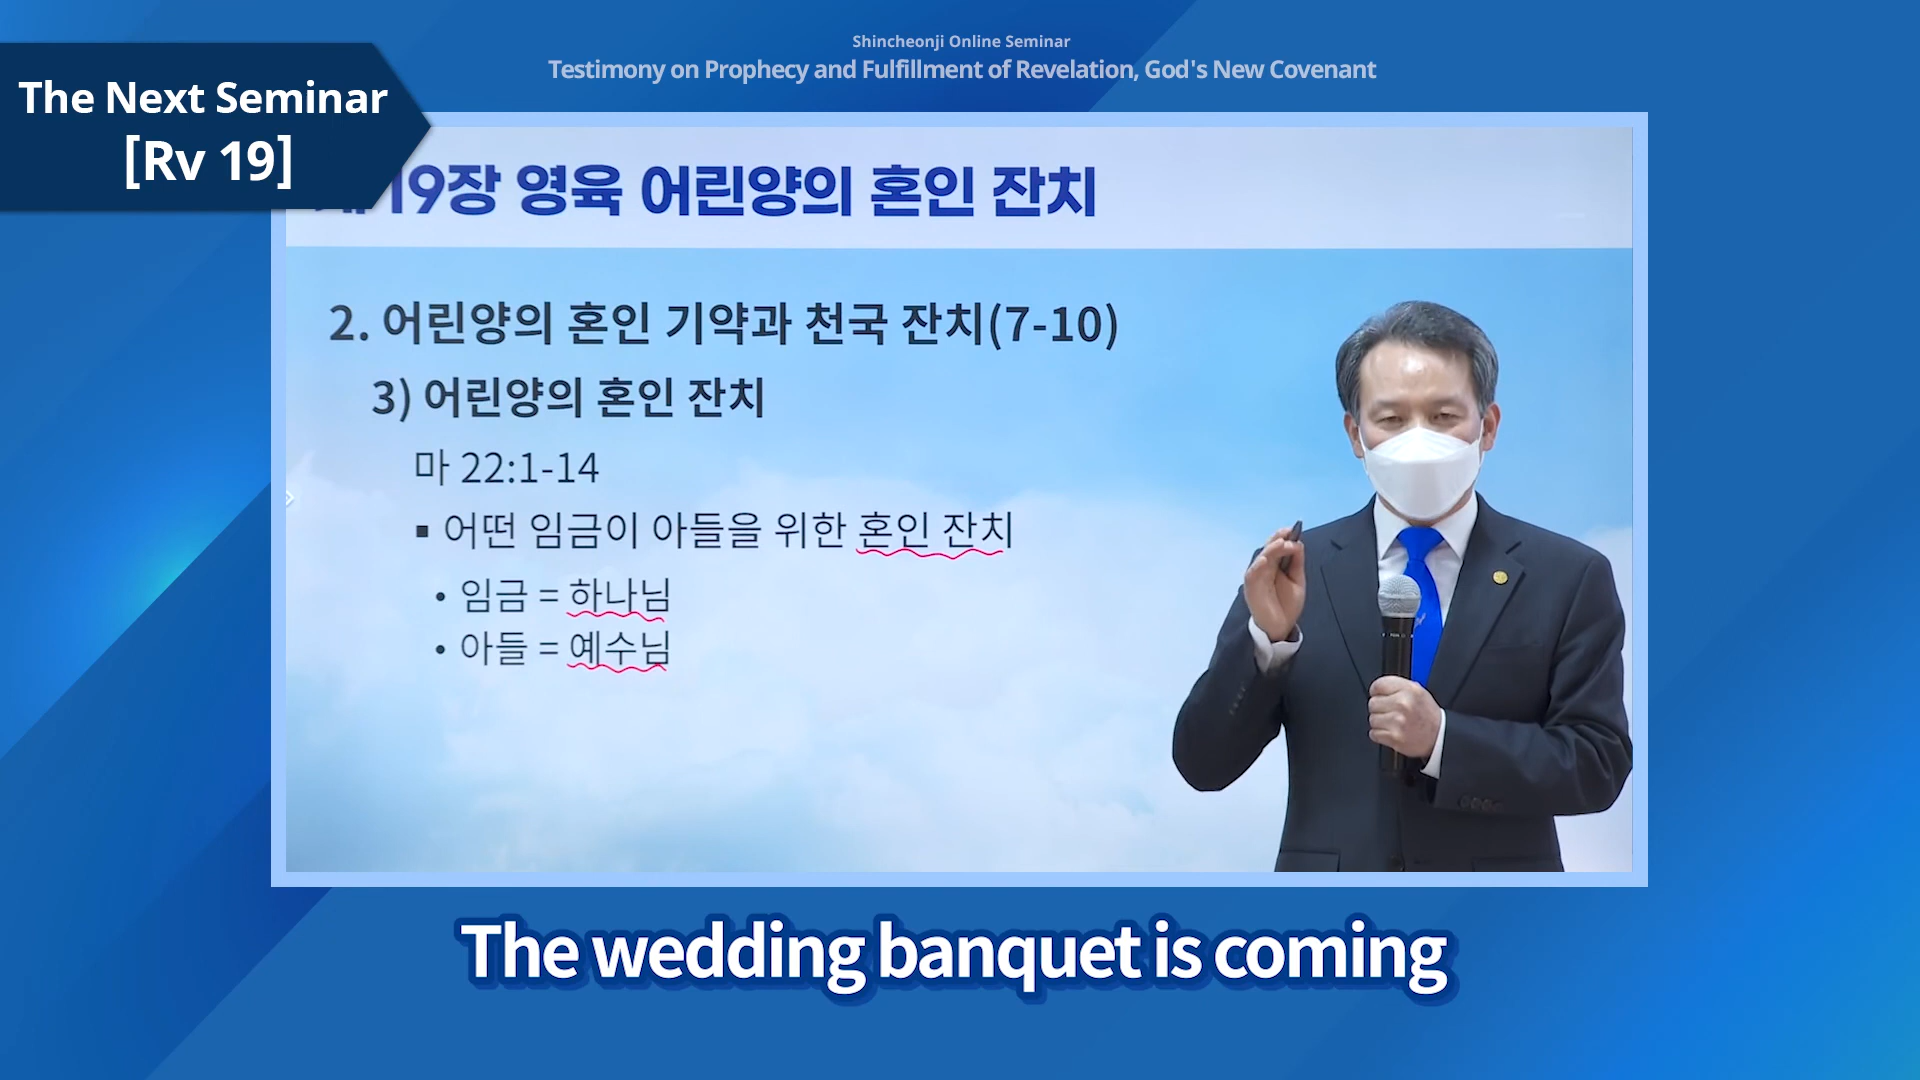 Shincheonji Online Seminar
Testimony on Prophecy and Fulfillment of Revelation, God's New Covenant
The Next Seminar
[Rv 19]
19장 영육 어린양의 혼인 잔치
2. 어린양의 혼인 기약과 천국 잔치(7-10)
3) 어린양의 혼인 잔치
마 22:1-14
▪ 어떤 임금이 아들을 위한 혼인 잔치
• 임금 = 하나님
• 아들 = 예수님
The wedding banquet is coming